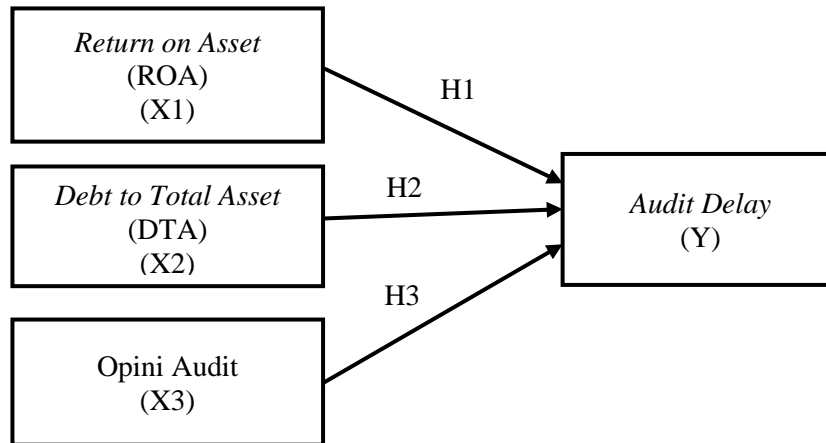 Return on Asset
(ROA)
(X1)
H1
Debt to Total Asset
(DTA)
(X2)
H2
Audit Delay
(Y)
H3
Opini Audit
(X3)